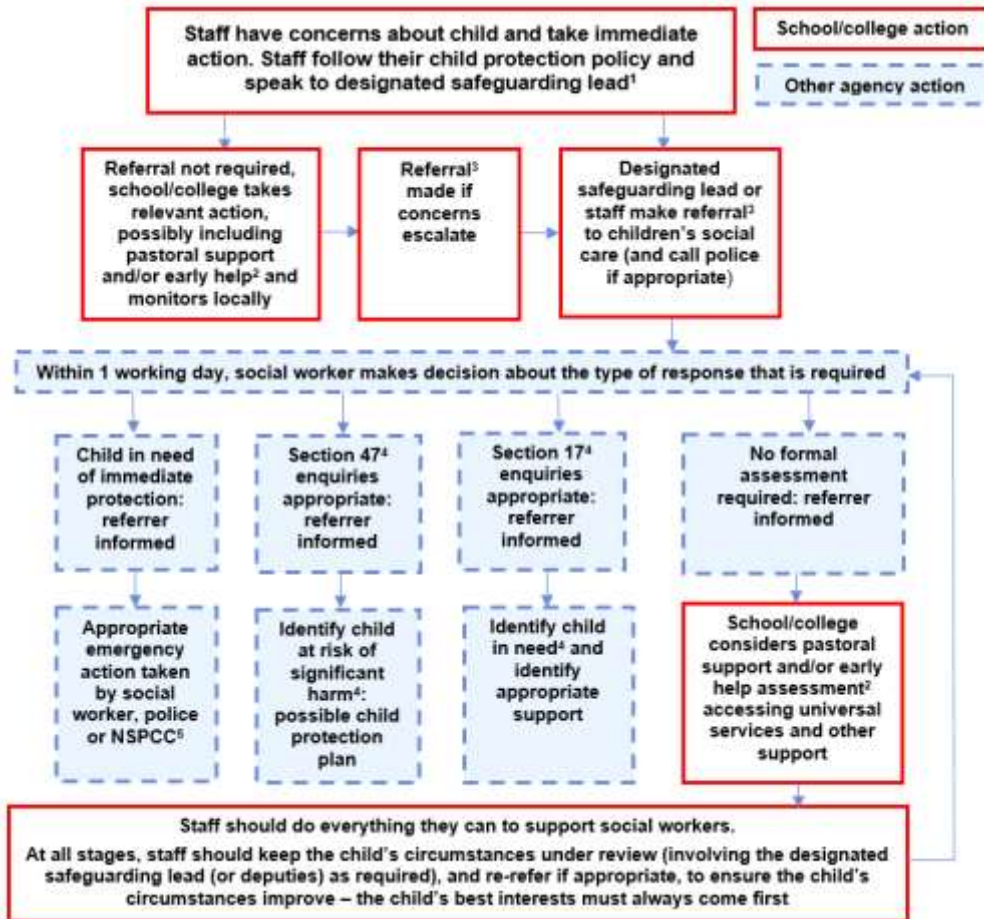 Staff have concerns about child and take immediate
action. Staff follow their child protection policy and
speak to designated safeguarding lead¹
School/college action
Other agency action
Referral not required,
school/college takes
relevant action,
possibly including
pastoral support
and/or early help² and
monitors locally
Referral³
made if
concerns
escalate
Designated
safeguarding lead or
staff make referral³
to children's social
care (and call police
if appropriate)
Within 1 working day, social worker makes decision about the type of response that is required
Child in need
of immediate
protection:
referrer
informed
Section 47⁴
enquiries
appropriate:
referrer
informed
Section 17⁴
enquiries
appropriate:
referrer
informed
No formal
assessment
required: referrer
informed
Appropriate
emergency
action taken
by social
worker, police
or NSPCC⁵
Identify child
at risk of
significant
harm⁴:
possible child
protection
plan
Identify child
in need⁴ and
identify
appropriate
support
School/college
considers pastoral
support and/or early
help assessment²
accessing universal
services and other
support
Staff should do everything they can to support social workers.
At all stages, staff should keep the child's circumstances under review (involving the designated
safeguarding lead (or deputies) as required), and re-refer if appropriate, to ensure the child's
circumstances improve – the child's best interests must always come first